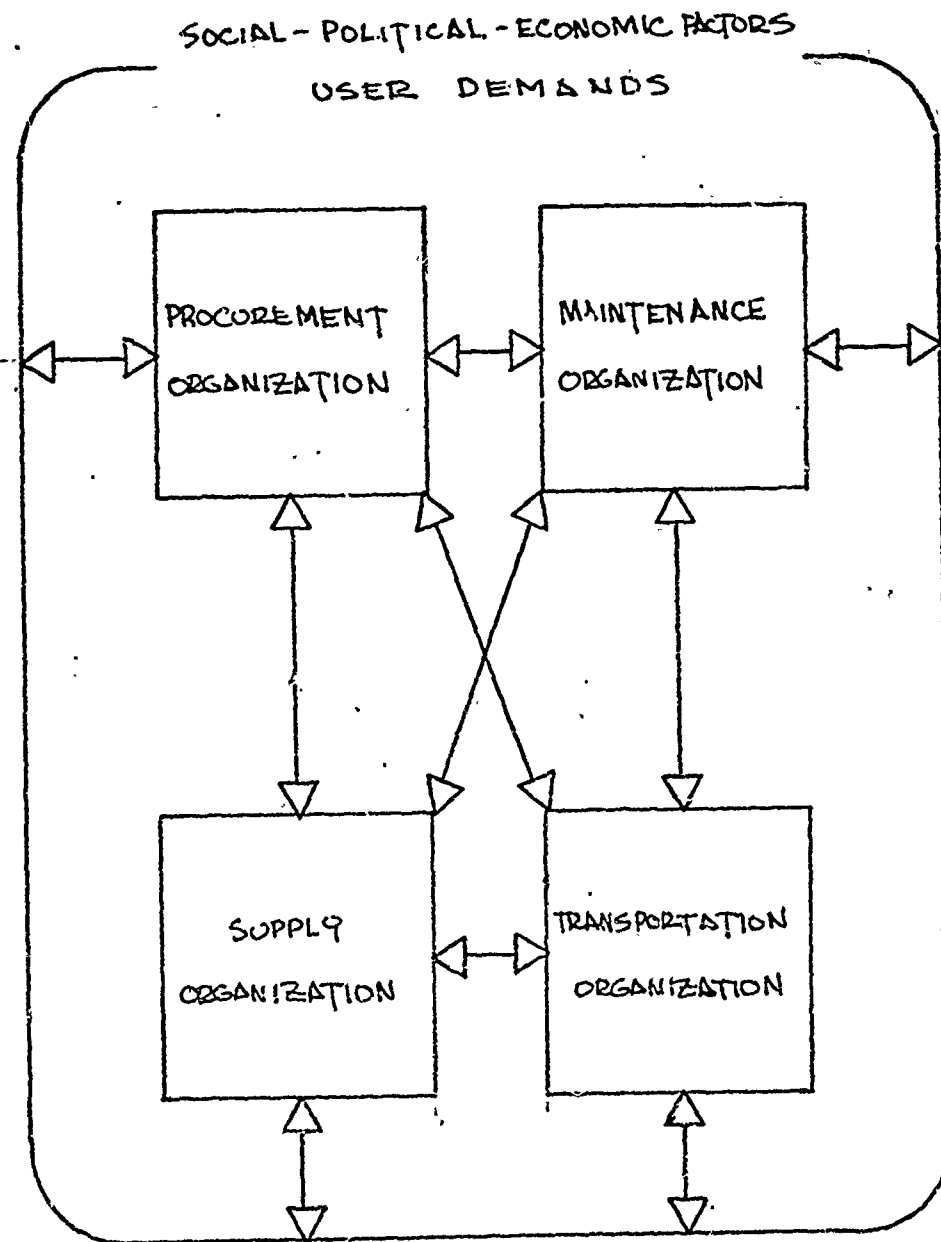 SOCIAL - POLITICAL - ECONOMIC FACTORS
USER DEMANDS
PROCUREMENT
ORGANIZATION
MAINTENANCE
ORGANIZATION
SUPPLY
ORGANIZATION
TRANSPORTATION
ORGANIZATION